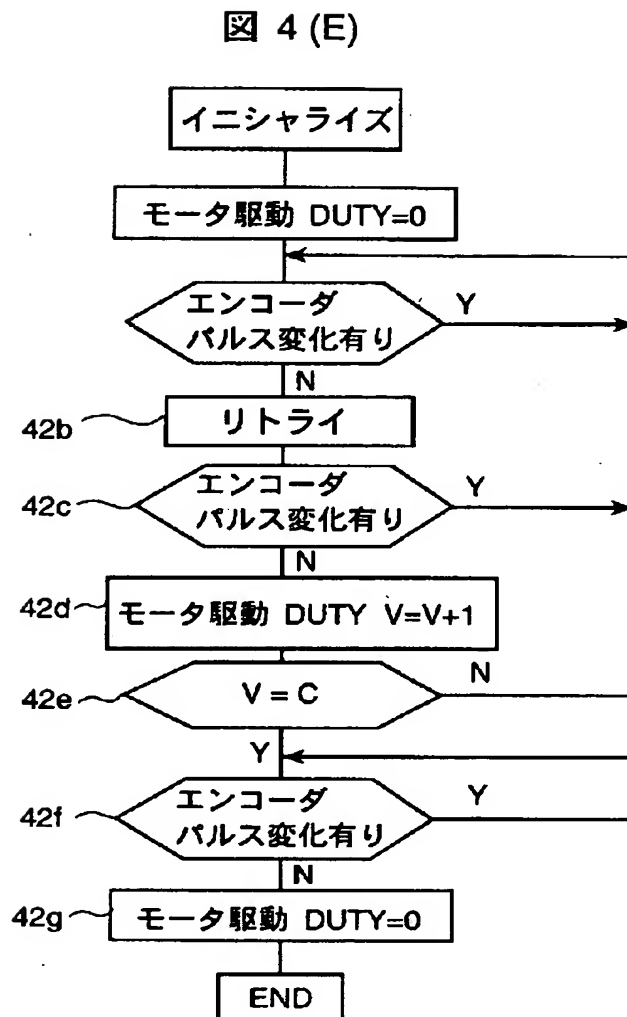 図 4 (E)
イニシャライズ
モータ駆動 DUTY=0
エンコーダ
パルス変化有り
Y
N
42b
リトライ
42c
エンコーダ
パルス変化有り
Y
N
42d
モータ駆動 DUTY V=V+1
42e
V = C
N
Y
42f
エンコーダ
パルス変化有り
Y
N
42g
モータ駆動 DUTY=0
END